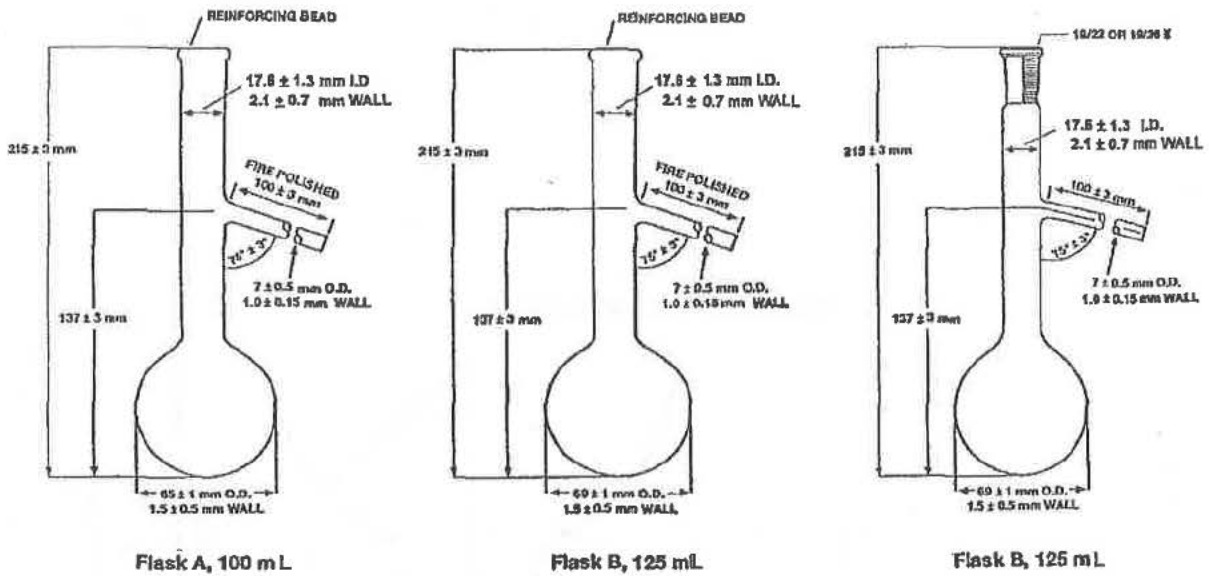 REINFORCING BEAD
17.6 ± 1.3 mm I.D
2.1 ± 0.7 mm WALL
215 ± 3 mm
FIRE POLISHED
100 ± 3 mm
75° ± 3°
7 ± 0.5 mm O.D.
1.0 ± 0.15 mm WALL
137 ± 3 mm
65 ± 1 mm O.D.
1.5 ± 0.5 mm WALL
Flask A, 100 mL
REINFORCING BEAD
17.6 ± 1.3 mm I.D.
2.1 ± 0.7 mm WALL
215 ± 3 mm
FIRE POLISHED
100 ± 3 mm
75° ± 3°
7 ± 0.5 mm O.D.
1.0 ± 0.15 mm WALL
137 ± 3 mm
69 ± 1 mm O.D.
1.5 ± 0.5 mm WALL
Flask B, 125 mL
19/22 OR 19/26
17.6 ± 1.3 I.D.
2.1 ± 0.7 mm WALL
215 ± 3 mm
100 ± 3 mm
75° ± 3°
7 ± 0.5 mm O.D.
1.0 ± 0.15 mm WALL
137 ± 3 mm
69 ± 1 mm O.D.
1.5 ± 0.5 mm WALL
Flask B, 125 mL